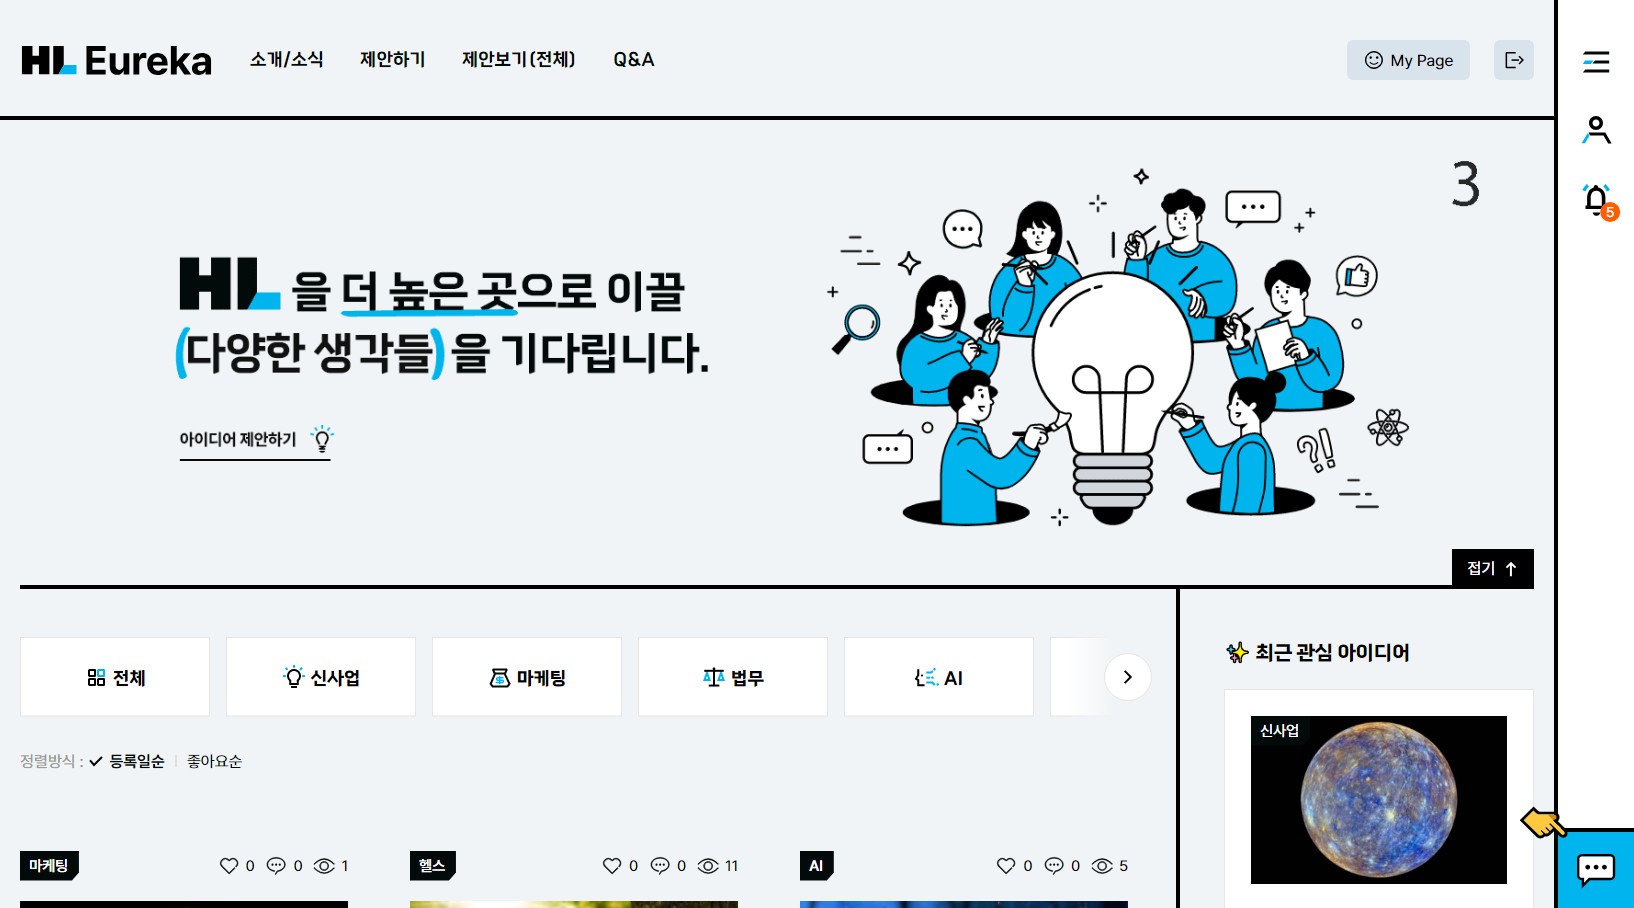 HL Eureka
소개/소식
제안하기
제안보기(전체)
Q&A
My Page
5
3
HL 을 더 높은 곳으로 이끌
(다양한 생각들)을 기다립니다.
아이디어 제안하기
?!
접기 ↑
전체
신사업
마케팅
법무
AI
최근 관심 아이디어
신사업
정렬방식 : ✓ 등록일순 | 좋아요순
마케팅 0 0 1
헬스 0 0 11
AI 0 0 5